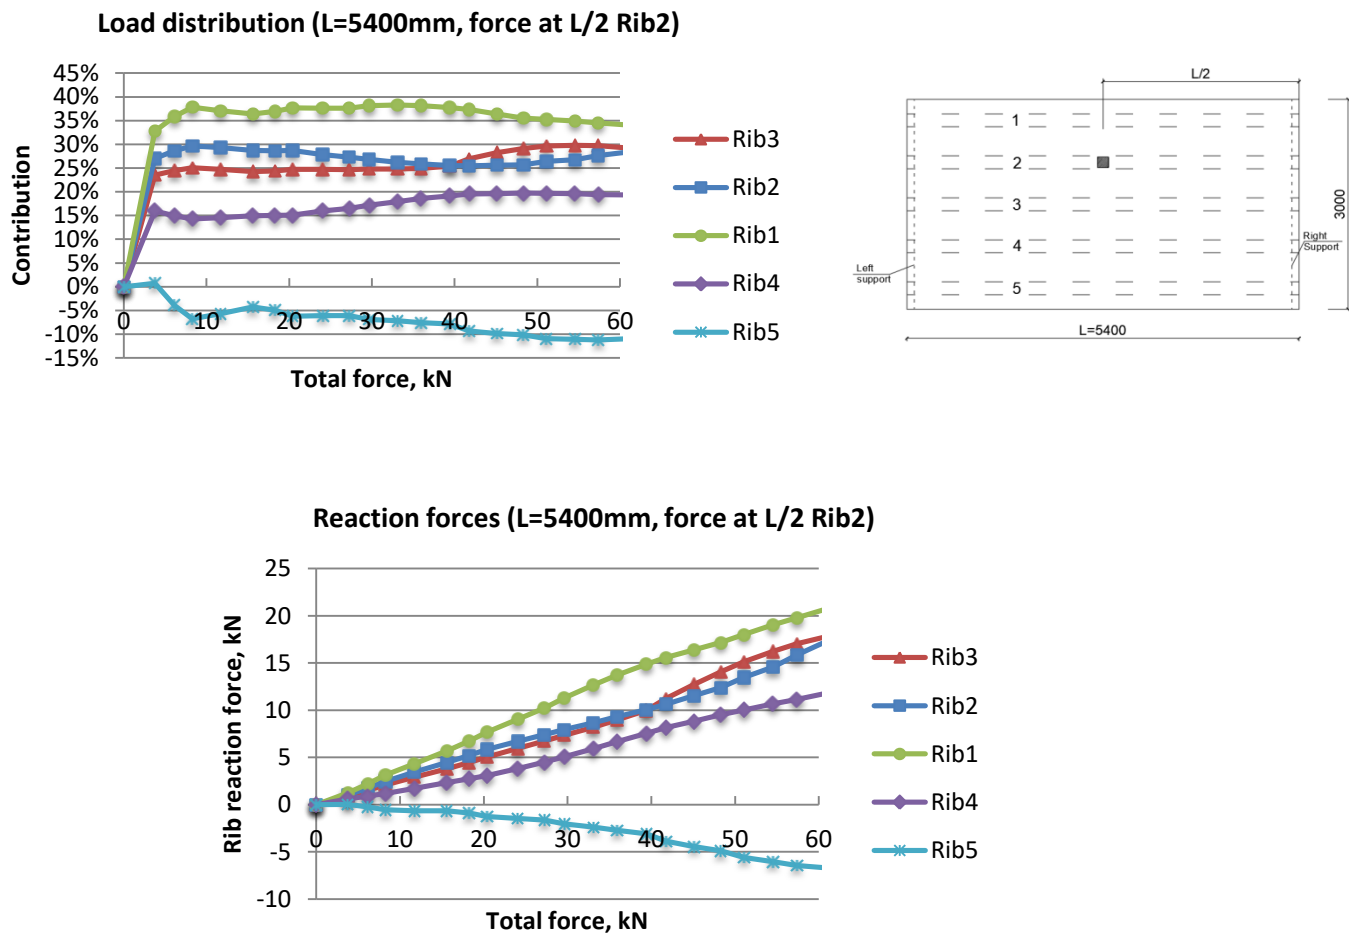 Load distribution (L=5400mm, force at L/2 Rib2)
45%
40%
35%
30%
25%
20%
15%
10%
5%
0%
-5%
-10%
-15%
Contribution
0 10 20 30 40 50 60
Total force, kN
Rib3
Rib2
Rib1
Rib4
Rib5
L/2
1
2
3
4
5
3000
Left
support
Right
Support
L=5400
Reaction forces (L=5400mm, force at L/2 Rib2)
25
20
15
10
5
0
-5
-10
Rib reaction force, kN
0 10 20 30 40 50 60
Total force, kN
Rib3
Rib2
Rib1
Rib4
Rib5